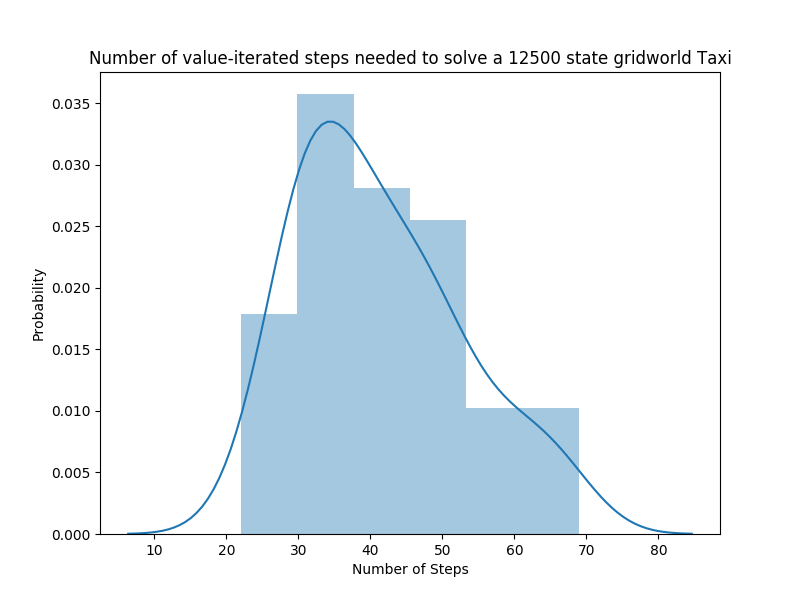 Number of value-iterated steps needed to solve a 12500 state gridworld Taxi
0.035
0.030
0.025
0.020
0.015
0.010
0.005
0.000
Probability
10 20 30 40 50 60 70 80
Number of Steps